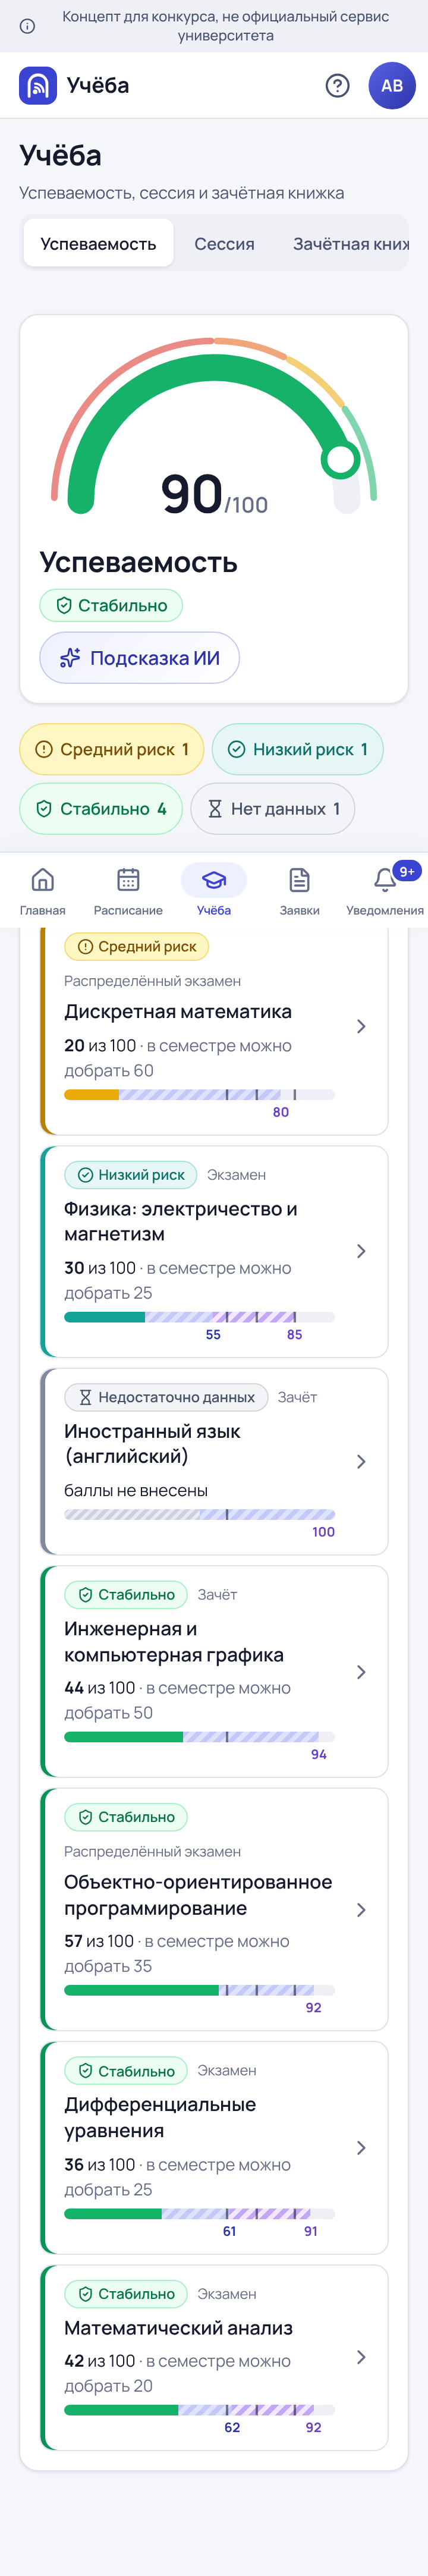 Концепт для конкурса, не официальный сервис
университета
Учёба
АВ
Учёба
Успеваемость, сессия и зачётная книжка
Успеваемость
Сессия
Зачётная книж
90/100
Успеваемость
Стабильно
Подсказка ИИ
Средний риск 1
Низкий риск 1
Стабильно 4
Нет данных 1
9+
Главная
Расписание
Учёба
Заявки
Уведомления
Средний риск
Распределённый экзамен
Дискретная математика
20 из 100 · в семестре можно
добрать 60
80
Низкий риск
Экзамен
Физика: электричество и
магнетизм
30 из 100 · в семестре можно
добрать 25
55
85
Недостаточно данных
Зачёт
Иностранный язык
(английский)
баллы не внесены
100
Стабильно
Зачёт
Инженерная и
компьютерная графика
44 из 100 · в семестре можно
добрать 50
94
Стабильно
Распределённый экзамен
Объектно-ориентированное
программирование
57 из 100 · в семестре можно
добрать 35
92
Стабильно
Экзамен
Дифференциальные
уравнения
36 из 100 · в семестре можно
добрать 25
61
91
Стабильно
Экзамен
Математический анализ
42 из 100 · в семестре можно
добрать 20
62
92